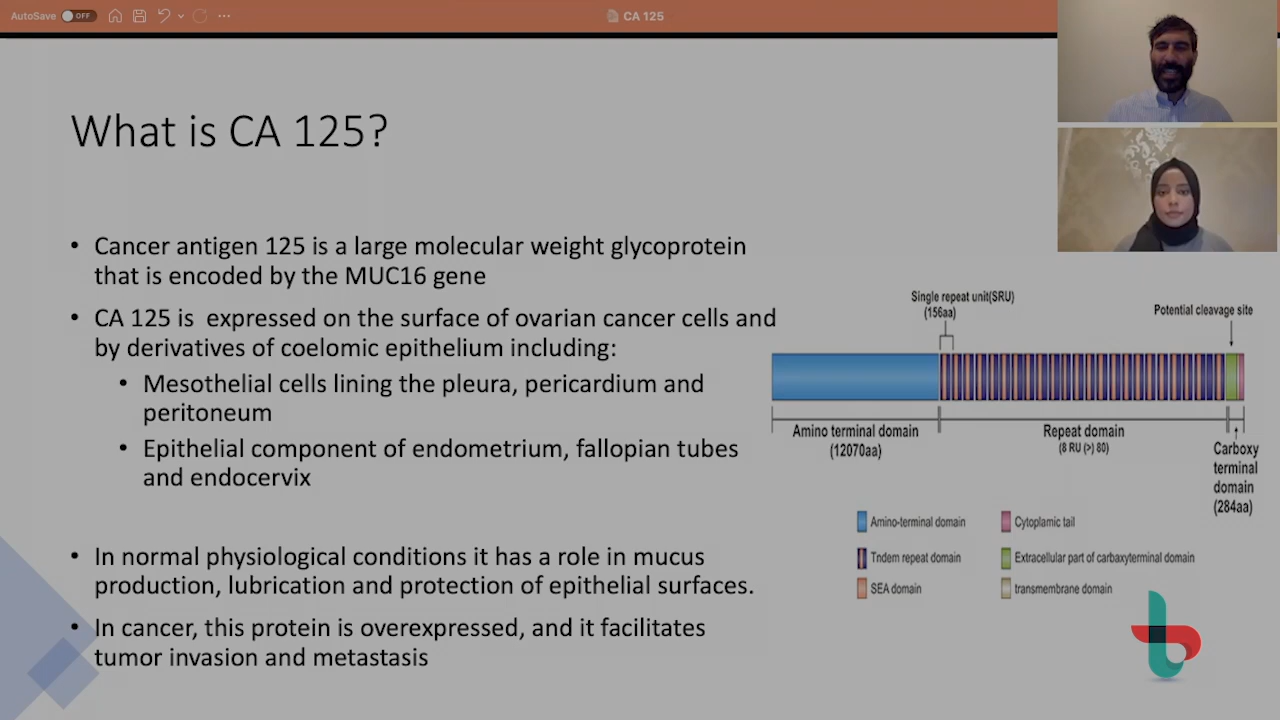 AutoSave OFF
CA 125
What is CA 125?
• Cancer antigen 125 is a large molecular weight glycoprotein
that is encoded by the MUC16 gene
• CA 125 is expressed on the surface of ovarian cancer cells and
by derivatives of coelomic epithelium including:
• Mesothelial cells lining the pleura, pericardium and
peritoneum
• Epithelial component of endometrium, fallopian tubes
and endocervix
• In normal physiological conditions it has a role in mucus
production, lubrication and protection of epithelial surfaces.
• In cancer, this protein is overexpressed, and it facilitates
tumor invasion and metastasis
Single repeat unit(SRU)
(156aa)
Potential cleavage site
Amino terminal domain
(12070aa)
Repeat domain
(8 RU (>) 80)
Carboxy
terminal
domain
(284aa)
Amino-terminal domain
Cytoplamic tail
Tndem repeat domain
Extracellular part of carbaxyterminal domain
SEA domain
transmembrane domain